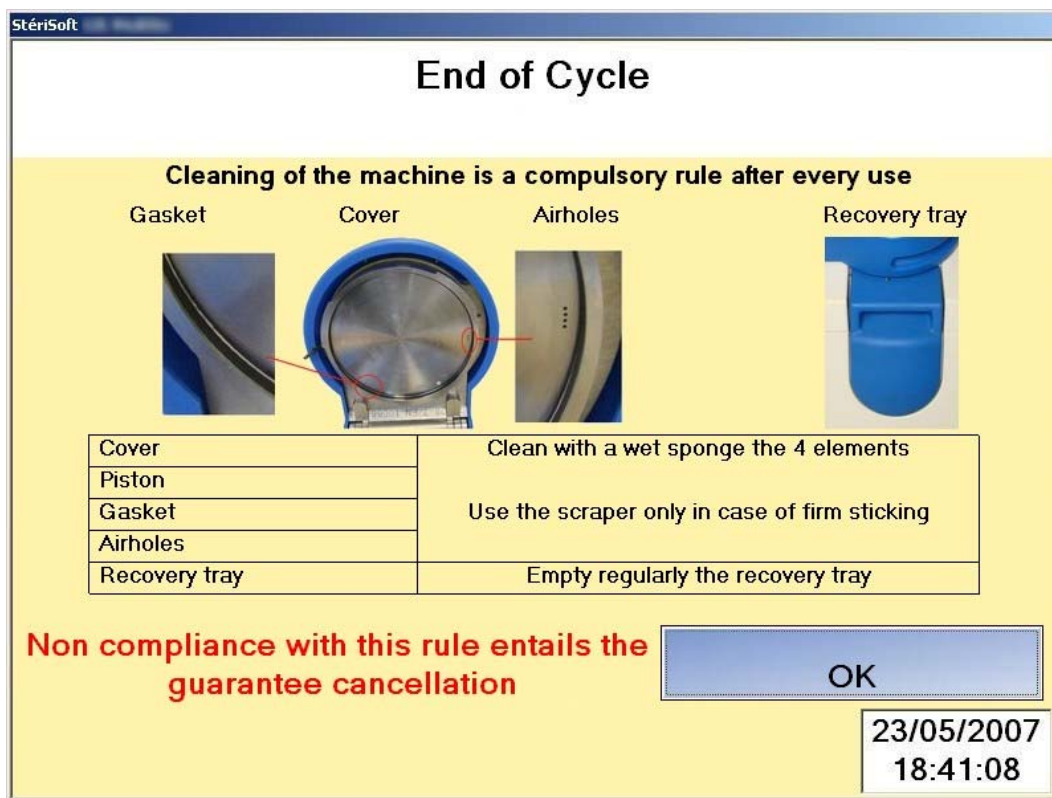 StériSoft
End of Cycle
Cleaning of the machine is a compulsory rule after every use
Gasket Cover Airholes Recovery tray
Cover Clean with a wet sponge the 4 elements
Piston
Gasket Use the scraper only in case of firm sticking
Airholes
Recovery tray Empty regularly the recovery tray
Non compliance with this rule entails the
guarantee cancellation
OK
23/05/2007
18:41:08